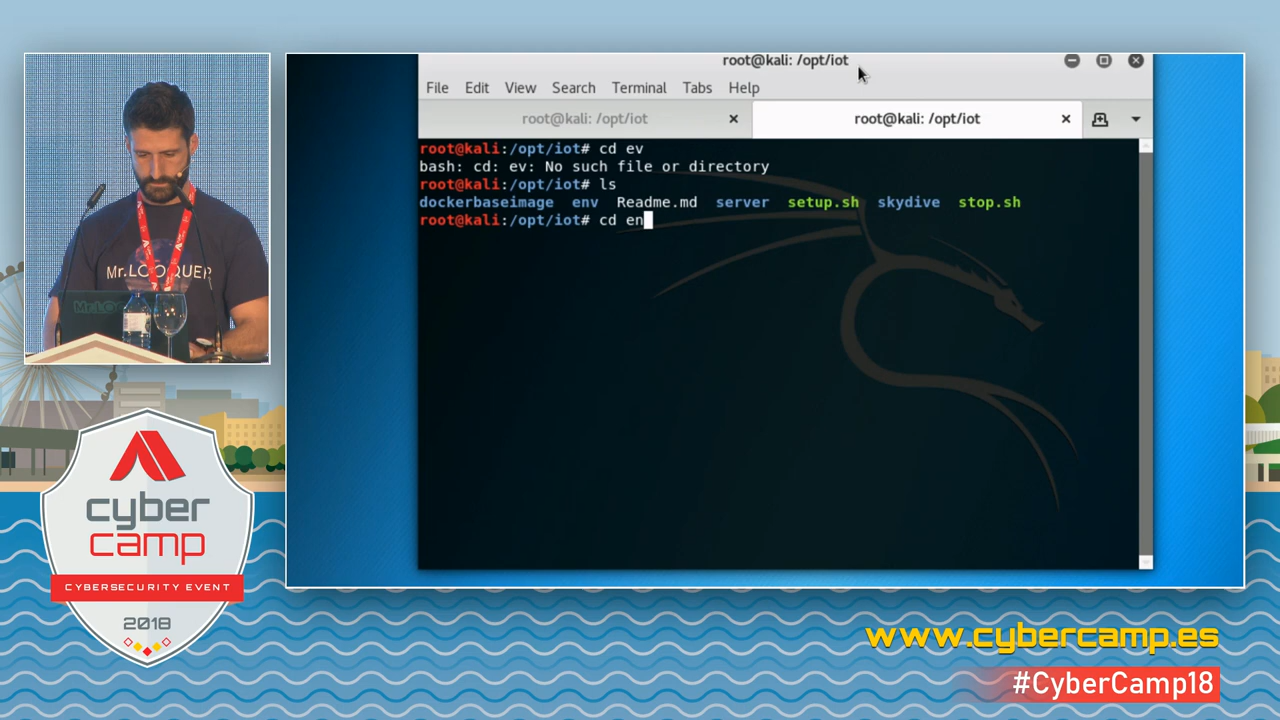 root@kali: /opt/iot
File Edit View Search Terminal Tabs Help
root@kali: /opt/iot
root@kali: /opt/iot
root@kali:/opt/iot# cd ev
bash: cd: ev: No such file or directory
root@kali:/opt/iot# ls
dockerbaseimage env Readme.md server setup.sh skydive stop.sh
root@kali:/opt/iot# cd en
cyber
camp
CYBERSECURITY EVENT
2018
www.cybercamp.es
#CyberCamp18